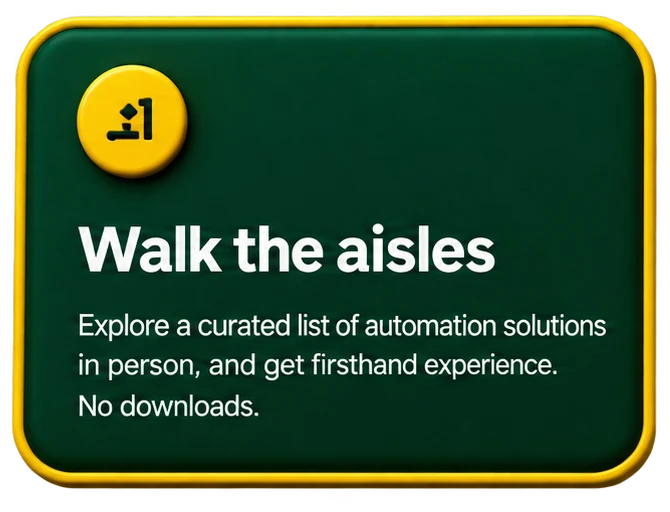 Walk the aisles
Explore a curated list of automation solutions
in person, and get firsthand experience.
No downloads.